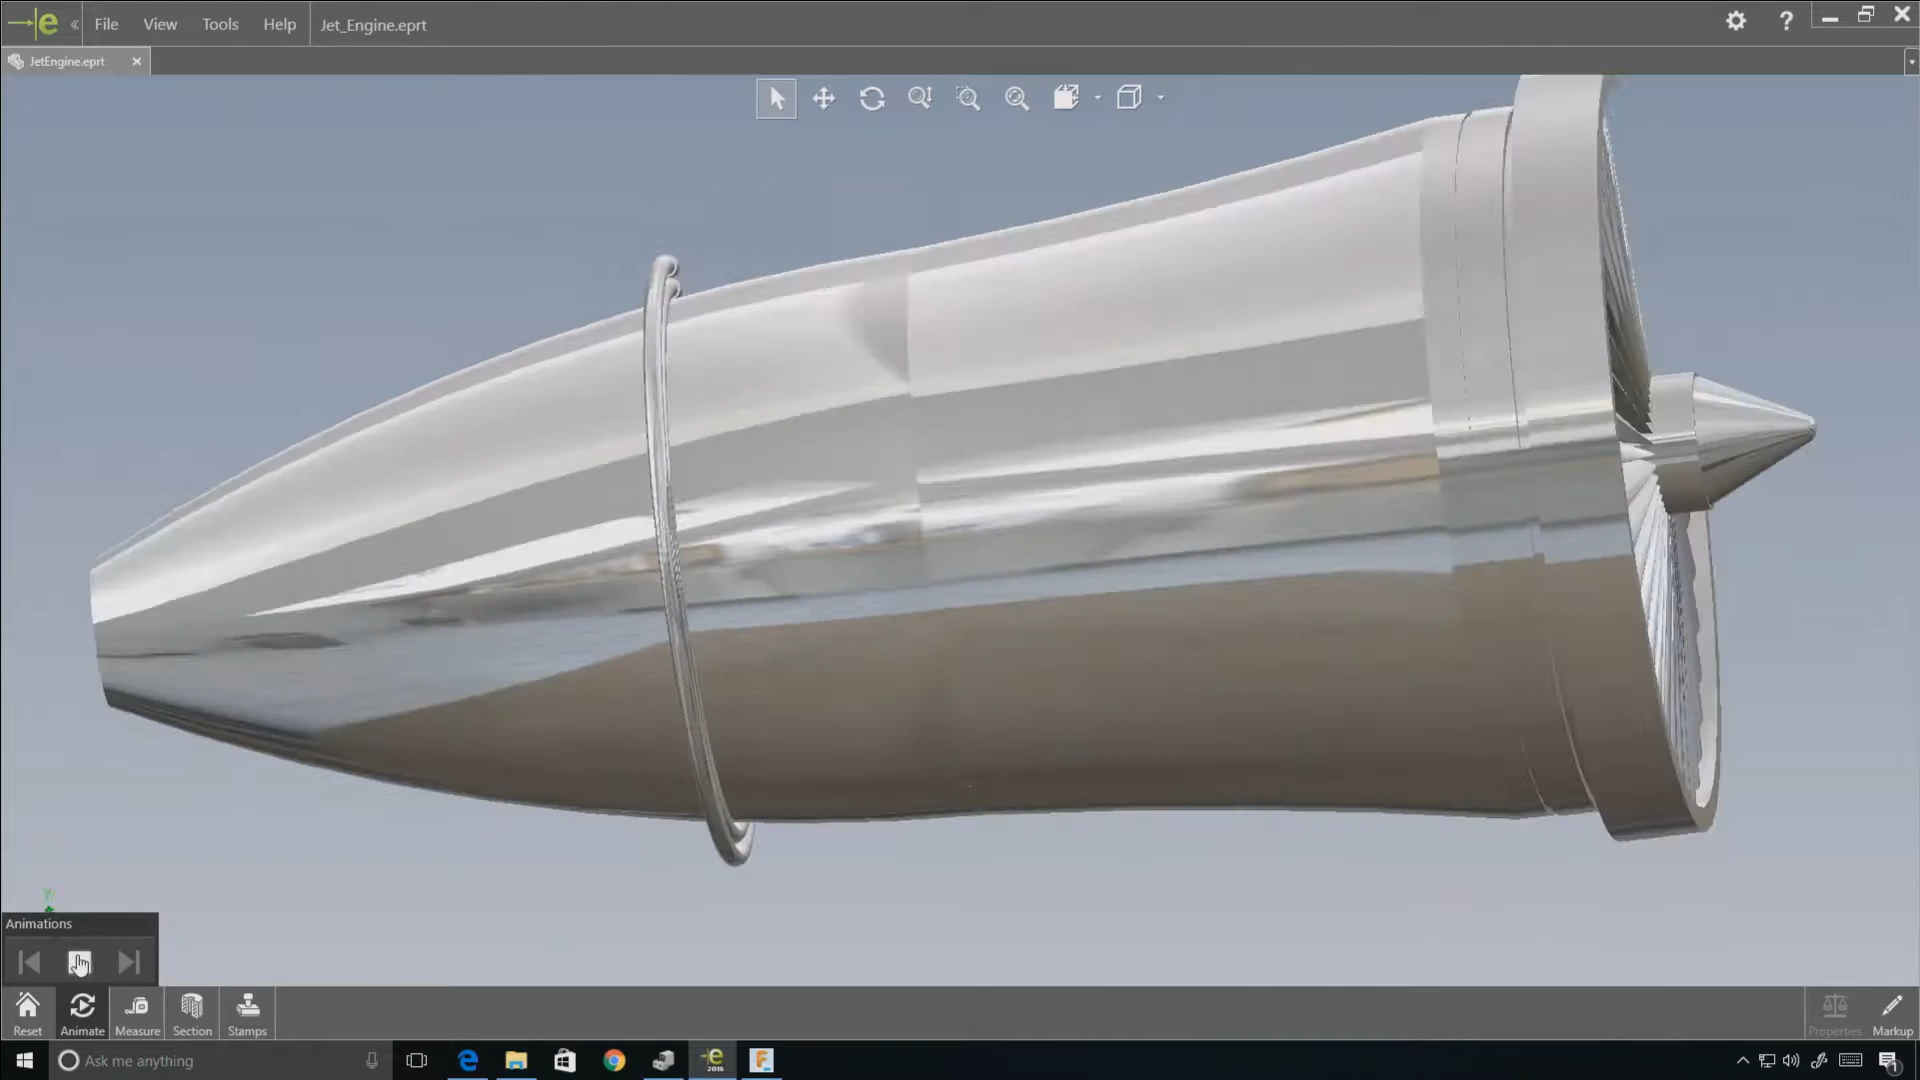 File View Tools Help Jet_Engine.eprt
JetEngine.eprt
Animations
Reset Animate Measure Section Stamps
Properties Markup
Ask me anything
e 2016